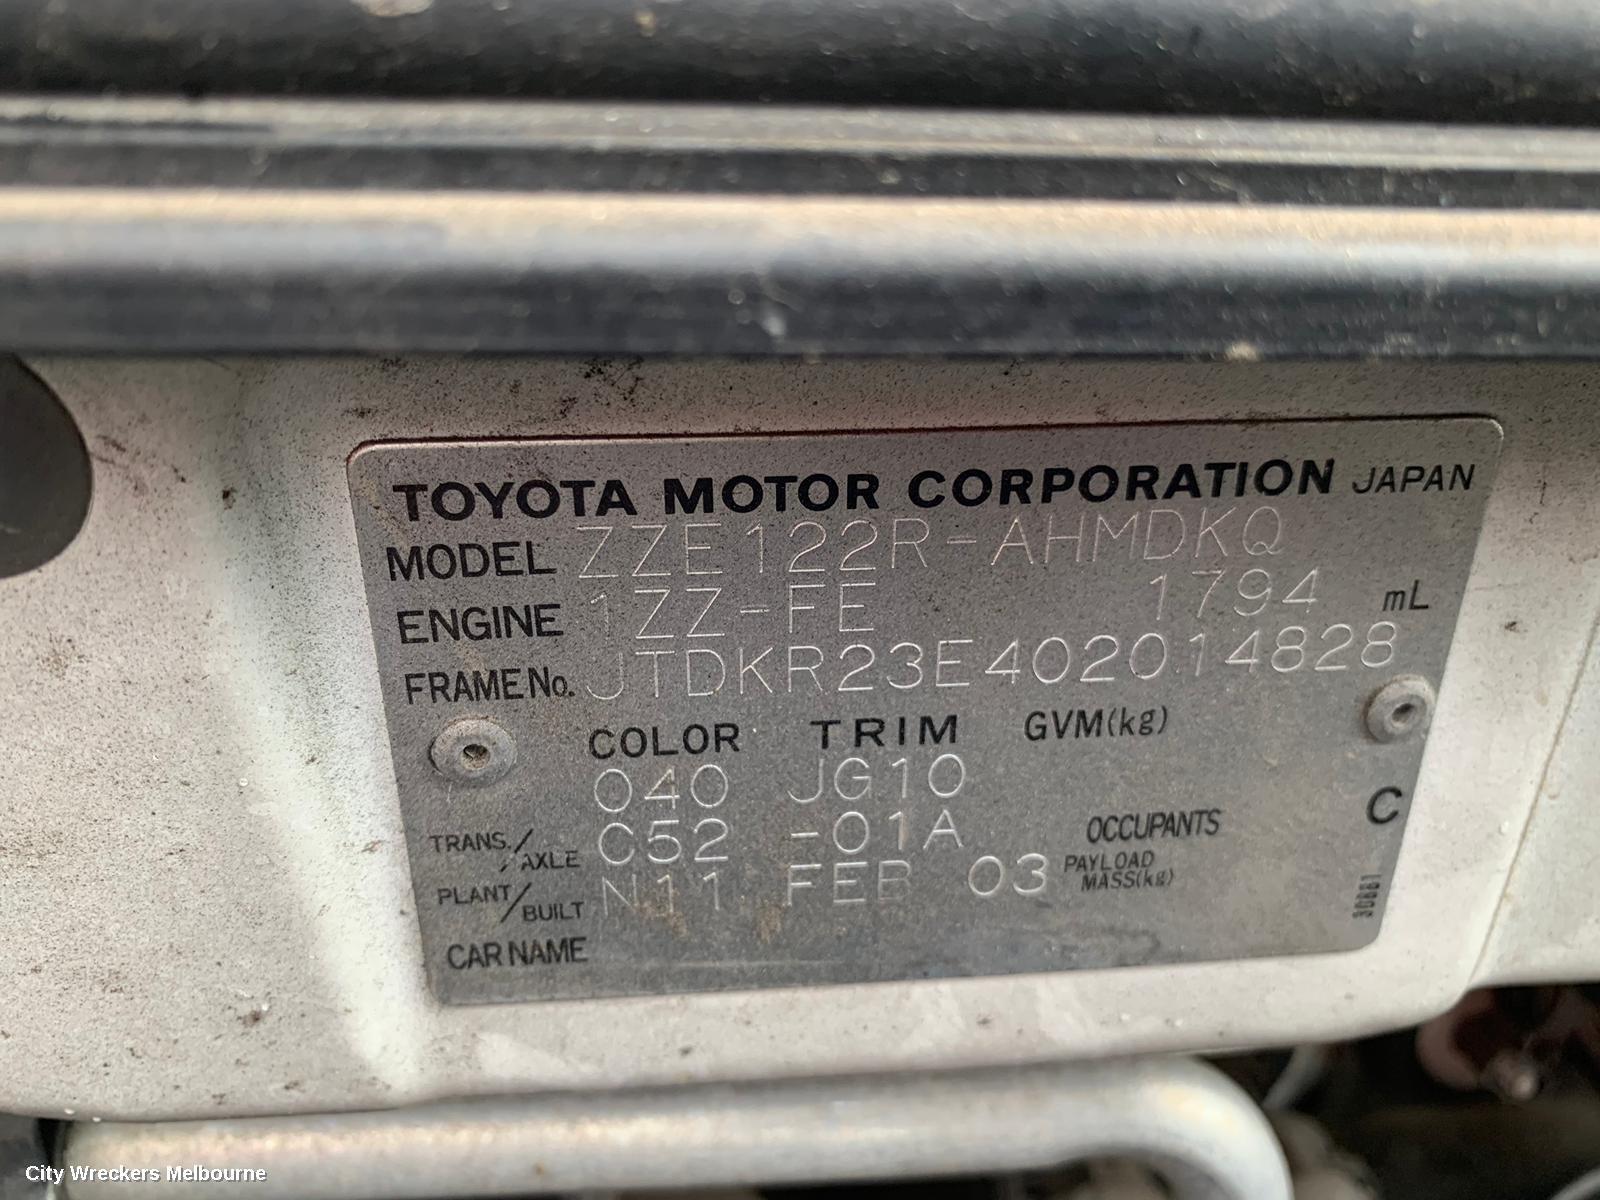 TOYOTA MOTOR CORPORATION JAPAN
MODEL ZZE122R-AHMDKQ
ENGINE 1ZZ-FE 1794 mL
FRAME No. JTDKR23E402014828
COLOR TRIM GVM(kg)
040 JG10
C
TRANS./AXLE C52 -01A OCCUPANTS
PLANT/BUILT N11 FEB 03 PAYLOAD MASS(kg)
CAR NAME
City Wreckers Melbourne